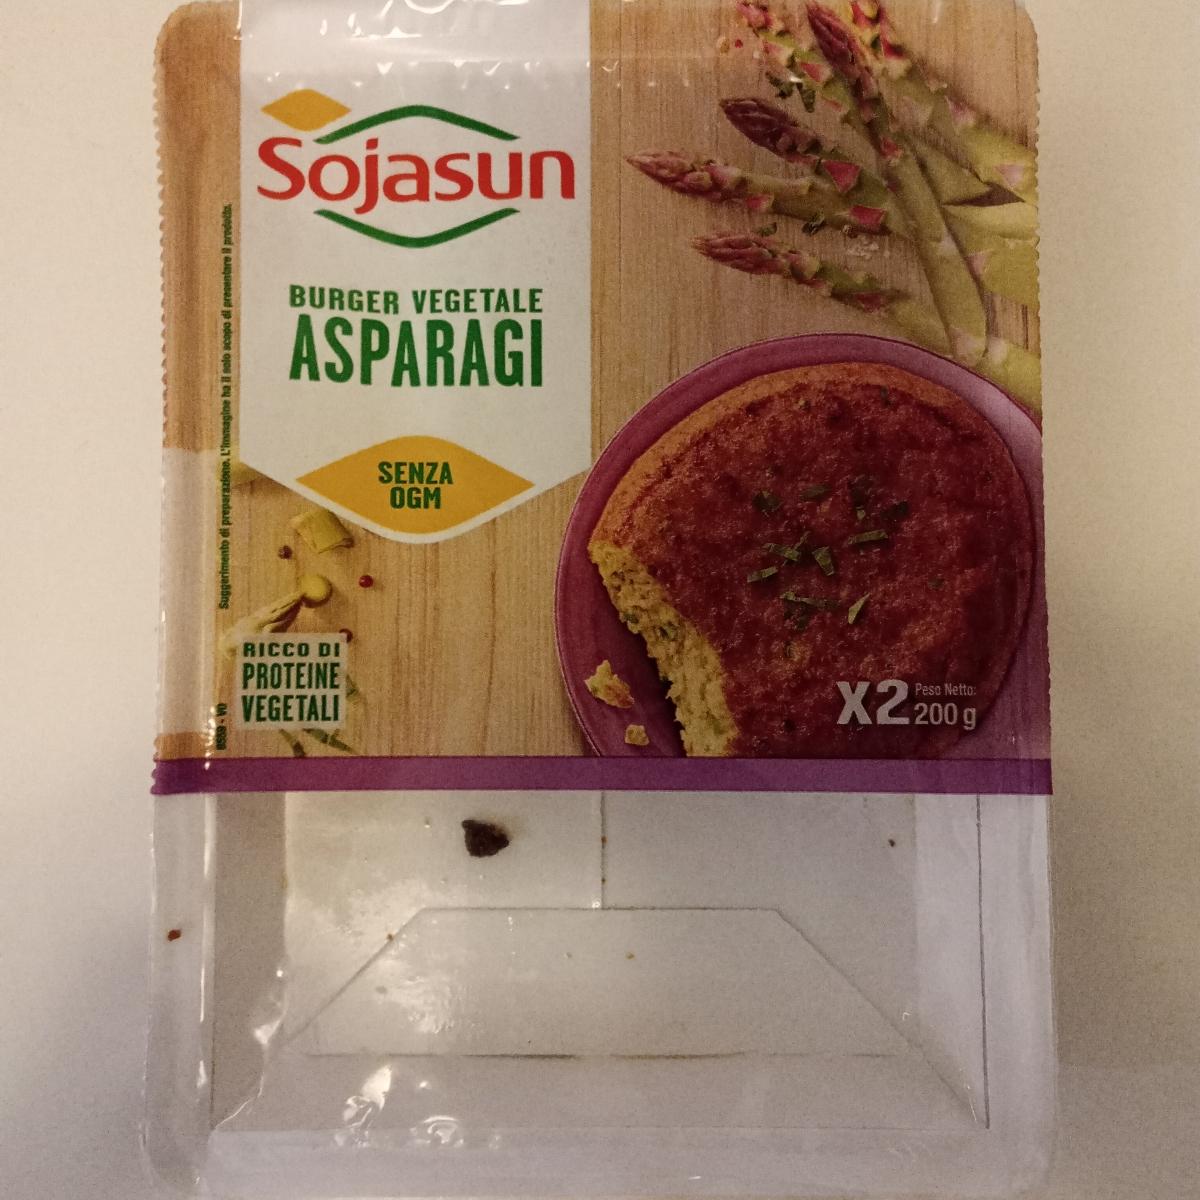 Sojasun
BURGER VEGETALE
ASPARAGI
SENZA
OGM
Suggerimento di preparazione. L'immagine ha il solo scopo di presentare il prodotto.
RICCO DI
PROTEINE
VEGETALI
X2 Peso Netto:
200 g